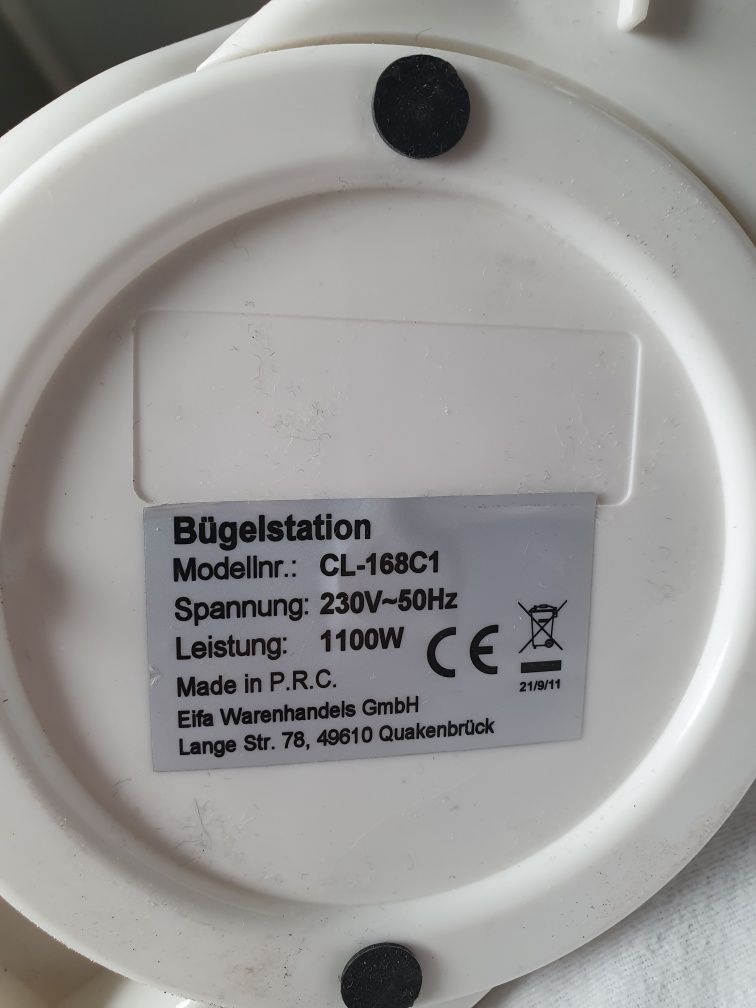 Bügelstation
Modellnr.: CL-168C1
Spannung: 230V~50Hz
Leistung: 1100W
CE
21/9/11
Made in P.R.C.
Eifa Warenhandels GmbH
Lange Str. 78, 49610 Quakenbrück